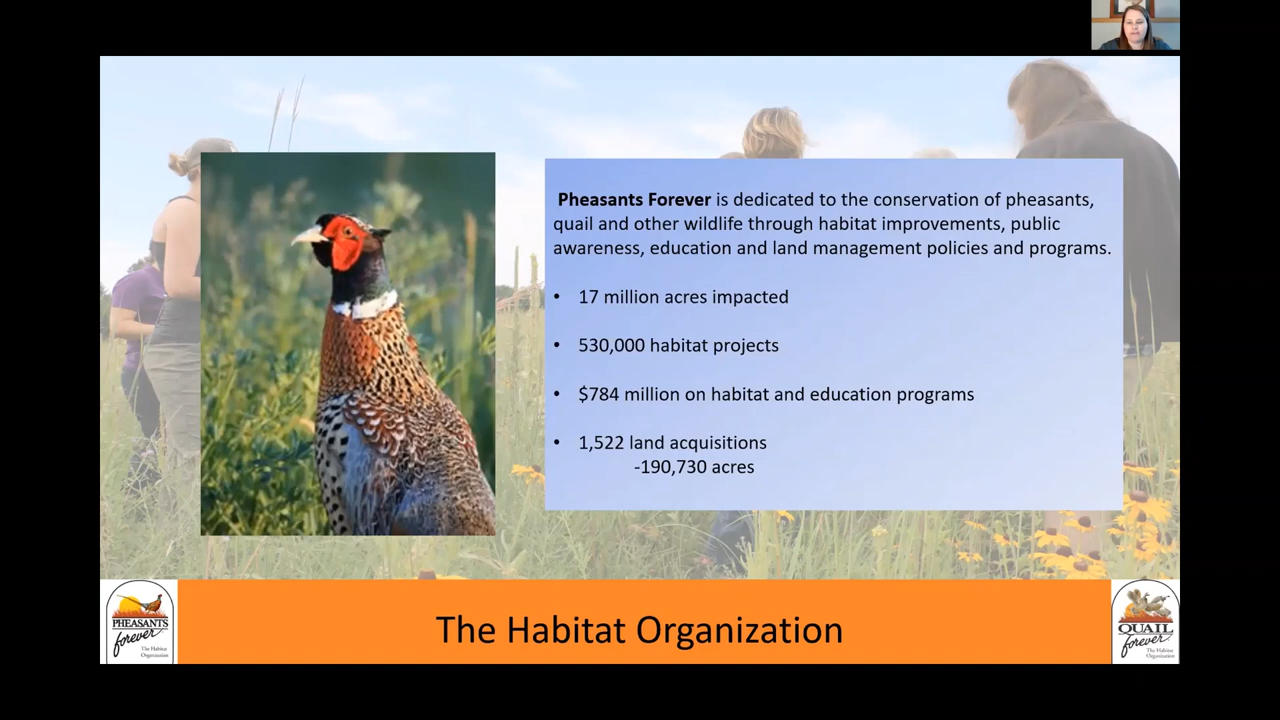 Pheasants Forever is dedicated to the conservation of pheasants,
quail and other wildlife through habitat improvements, public
awareness, education and land management policies and programs.
• 17 million acres impacted
• 530,000 habitat projects
• $784 million on habitat and education programs
• 1,522 land acquisitions
-190,730 acres
PHEASANTS
forever
The Habitat
Organization
The Habitat Organization
QUAIL
forever
The Habitat
Organization